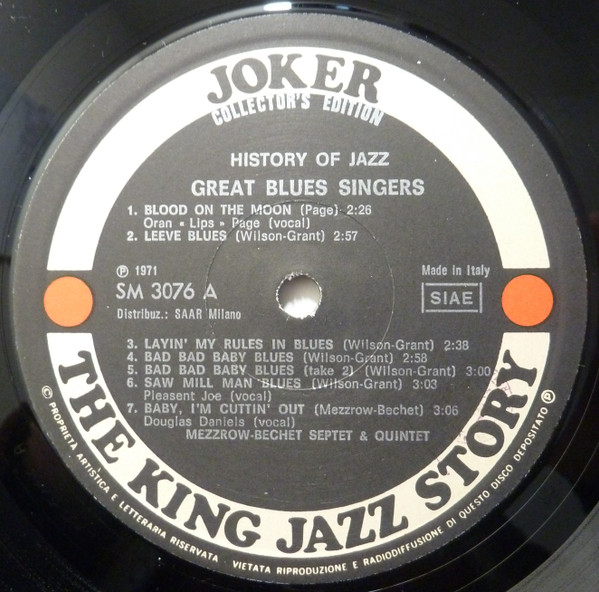 JOKER
COLLECTOR'S EDITION
HISTORY OF JAZZ
GREAT BLUES SINGERS
1. BLOOD ON THE MOON (Page) 2:26
Oran « Lips » Page (vocal)
2. LEEVE BLUES (Wilson-Grant) 2:57
℗ 1971
SM 3076 A
Distribuz.: SAAR Milano
Made in Italy
SIAE
3. LAYIN' MY RULES IN BLUES (Wilson-Grant) 2:38
4. BAD BAD BABY BLUES (Wilson-Grant) 2:58
5. BAD BAD BABY BLUES (take 2) (Wilson-Grant) 3:00
6. SAW MILL MAN BLUES (Wilson-Grant) 3:03
Pleasent Joe (vocal)
7. BABY, I'M CUTTIN' OUT (Mezzrow-Bechet) 3:06
Douglas Daniels (vocal)
MEZZROW-BECHET SEPTET & QUINTET
THE KING JAZZ STORY
© PROPRIETA ARTISTICA E LETTERARIA RISERVATA · VIETATA RIPRODUZIONE E RADIODIFFUSIONE DI QUESTO DISCO DEPOSITATO ℗